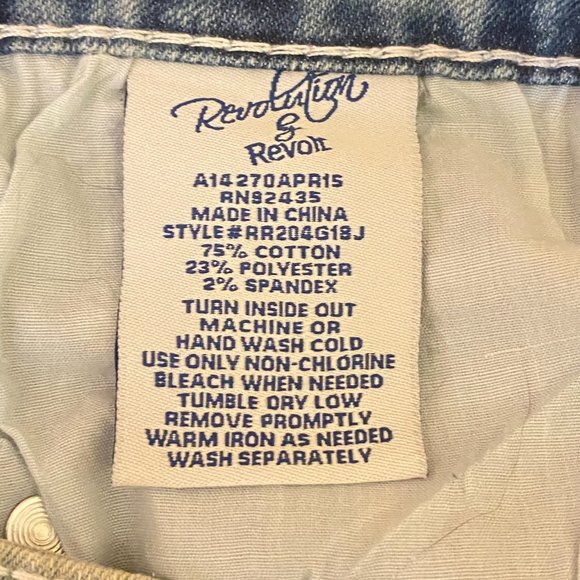 Revolution
&
Revolt
A14270APR15
RN92435
MADE IN CHINA
STYLE#RR204G18J
75% COTTON
23% POLYESTER
2% SPANDEX
TURN INSIDE OUT
MACHINE OR
HAND WASH COLD
USE ONLY NON-CHLORINE
BLEACH WHEN NEEDED
TUMBLE DRY LOW
REMOVE PROMPTLY
WARM IRON AS NEEDED
WASH SEPARATELY